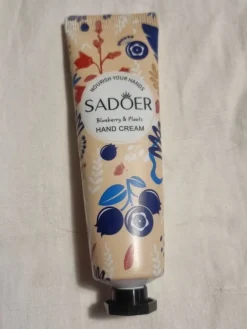 NOURISH YOUR HANDS
SADOER
Blueberry & Plants
HAND CREAM